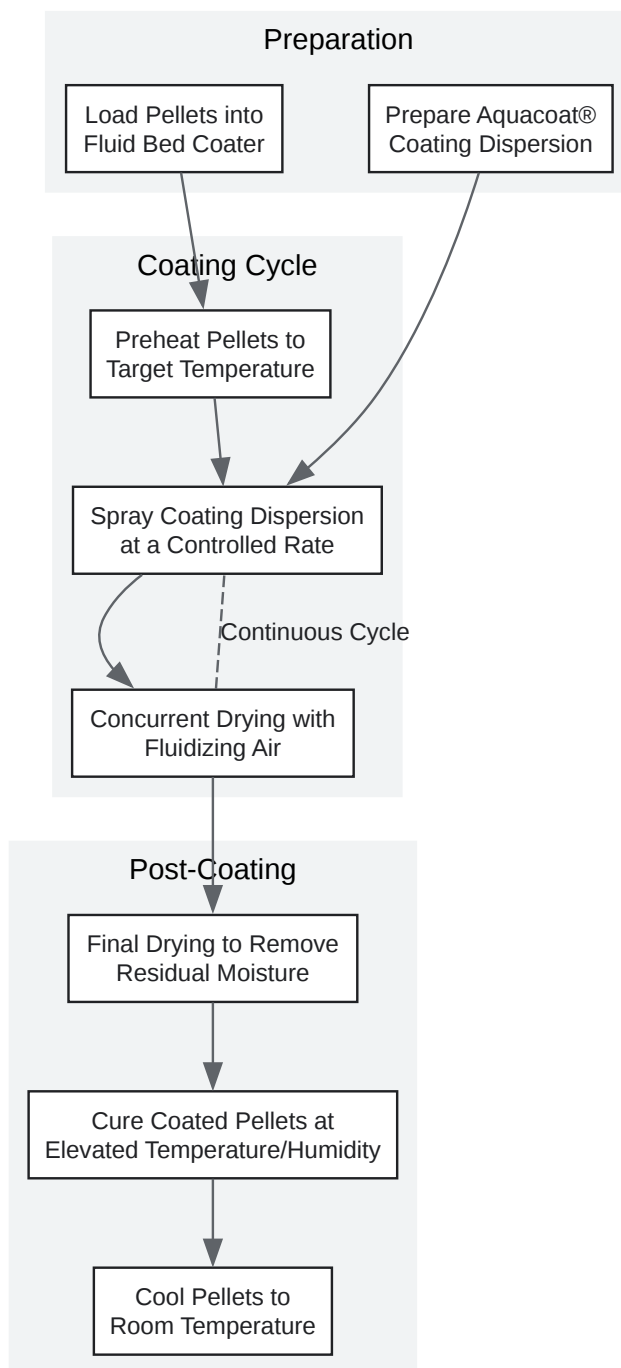 Preparation
Load Pellets into
Fluid Bed Coater
Prepare Aquacoat®
Coating Dispersion
Coating Cycle
Preheat Pellets to
Target Temperature
Spray Coating Dispersion
at a Controlled Rate
Continuous Cycle
Concurrent Drying with
Fluidizing Air
Post-Coating
Final Drying to Remove
Residual Moisture
Cure Coated Pellets at
Elevated Temperature/Humidity
Cool Pellets to
Room Temperature